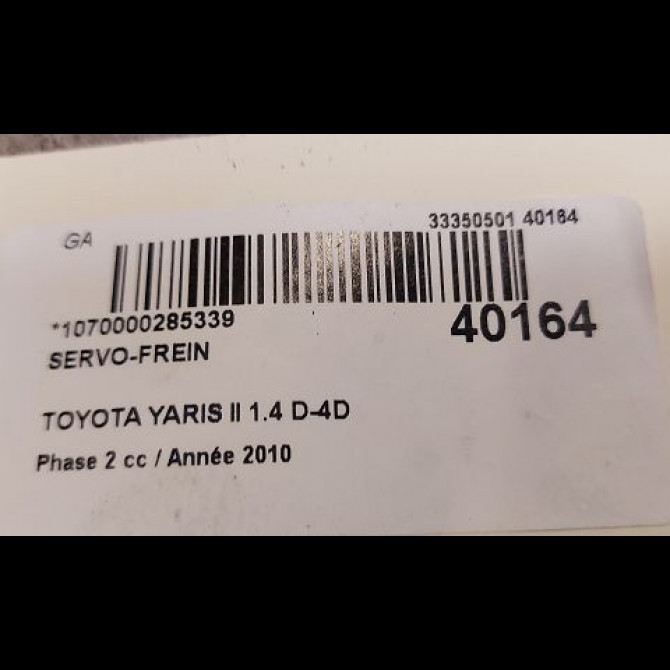 GA
33350501 40164
*1070000285339
40164
SERVO-FREIN
TOYOTA YARIS II 1.4 D-4D
Phase 2 cc / Année 2010